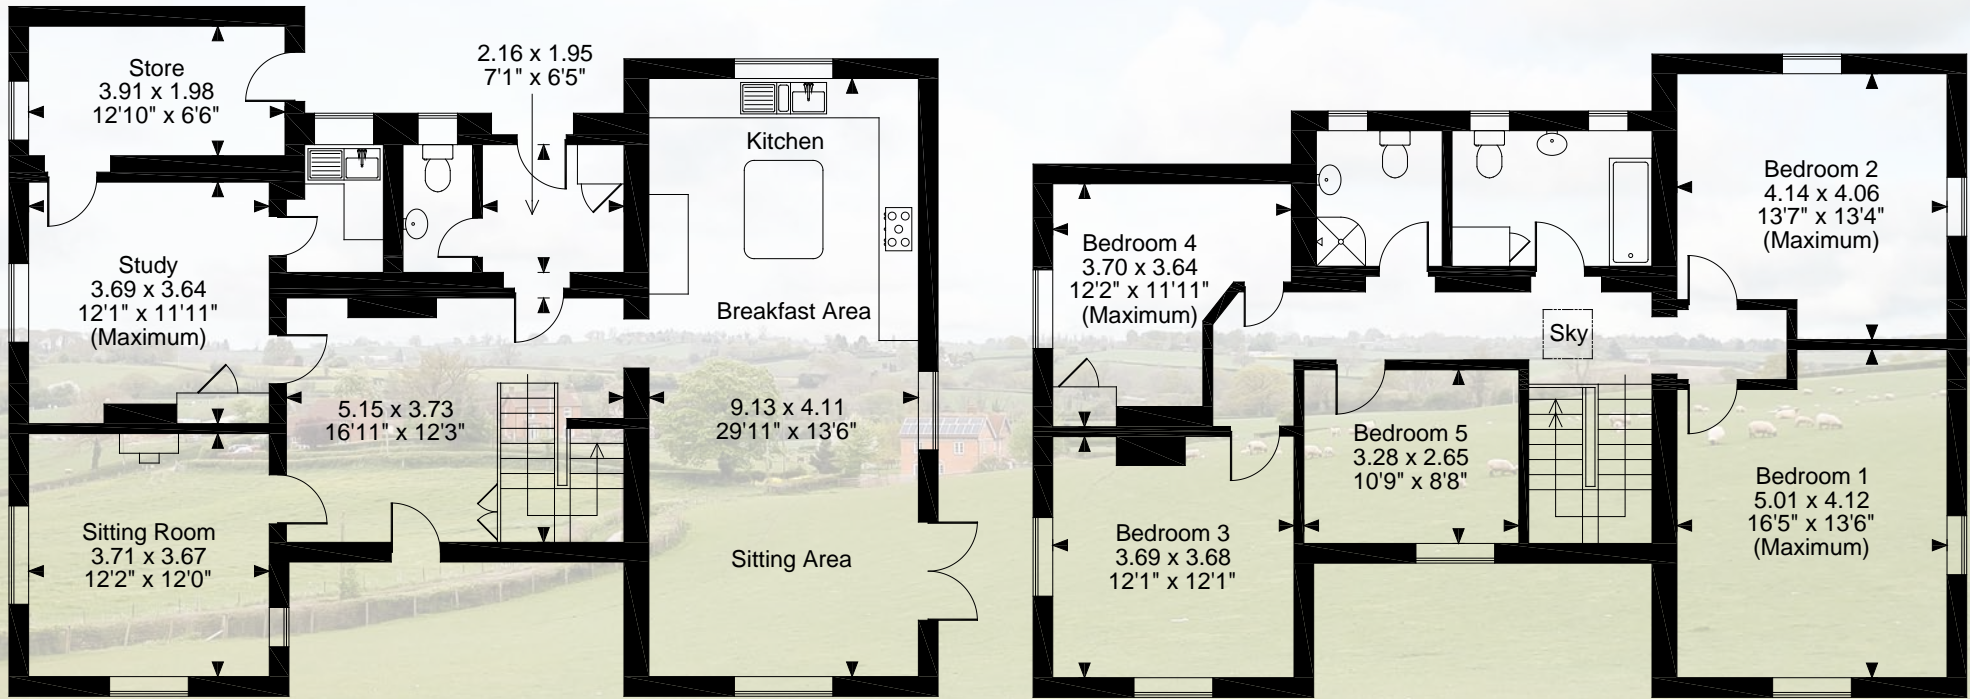 Store
3.91 x 1.98
12'10" x 6'6"
2.16 x 1.95
7'1" x 6'5"
Kitchen
Breakfast Area
Study
3.69 x 3.64
12'1" x 11'11"
(Maximum)
5.15 x 3.73
16'11" x 12'3"
9.13 x 4.11
29'11" x 13'6"
Sitting Room
3.71 x 3.67
12'2" x 12'0"
Sitting Area
Bedroom 2
4.14 x 4.06
13'7" x 13'4"
(Maximum)
Bedroom 4
3.70 x 3.64
12'2" x 11'11"
(Maximum)
Sky
Bedroom 5
3.28 x 2.65
10'9" x 8'8"
Bedroom 1
5.01 x 4.12
16'5" x 13'6"
(Maximum)
Bedroom 3
3.69 x 3.68
12'1" x 12'1"